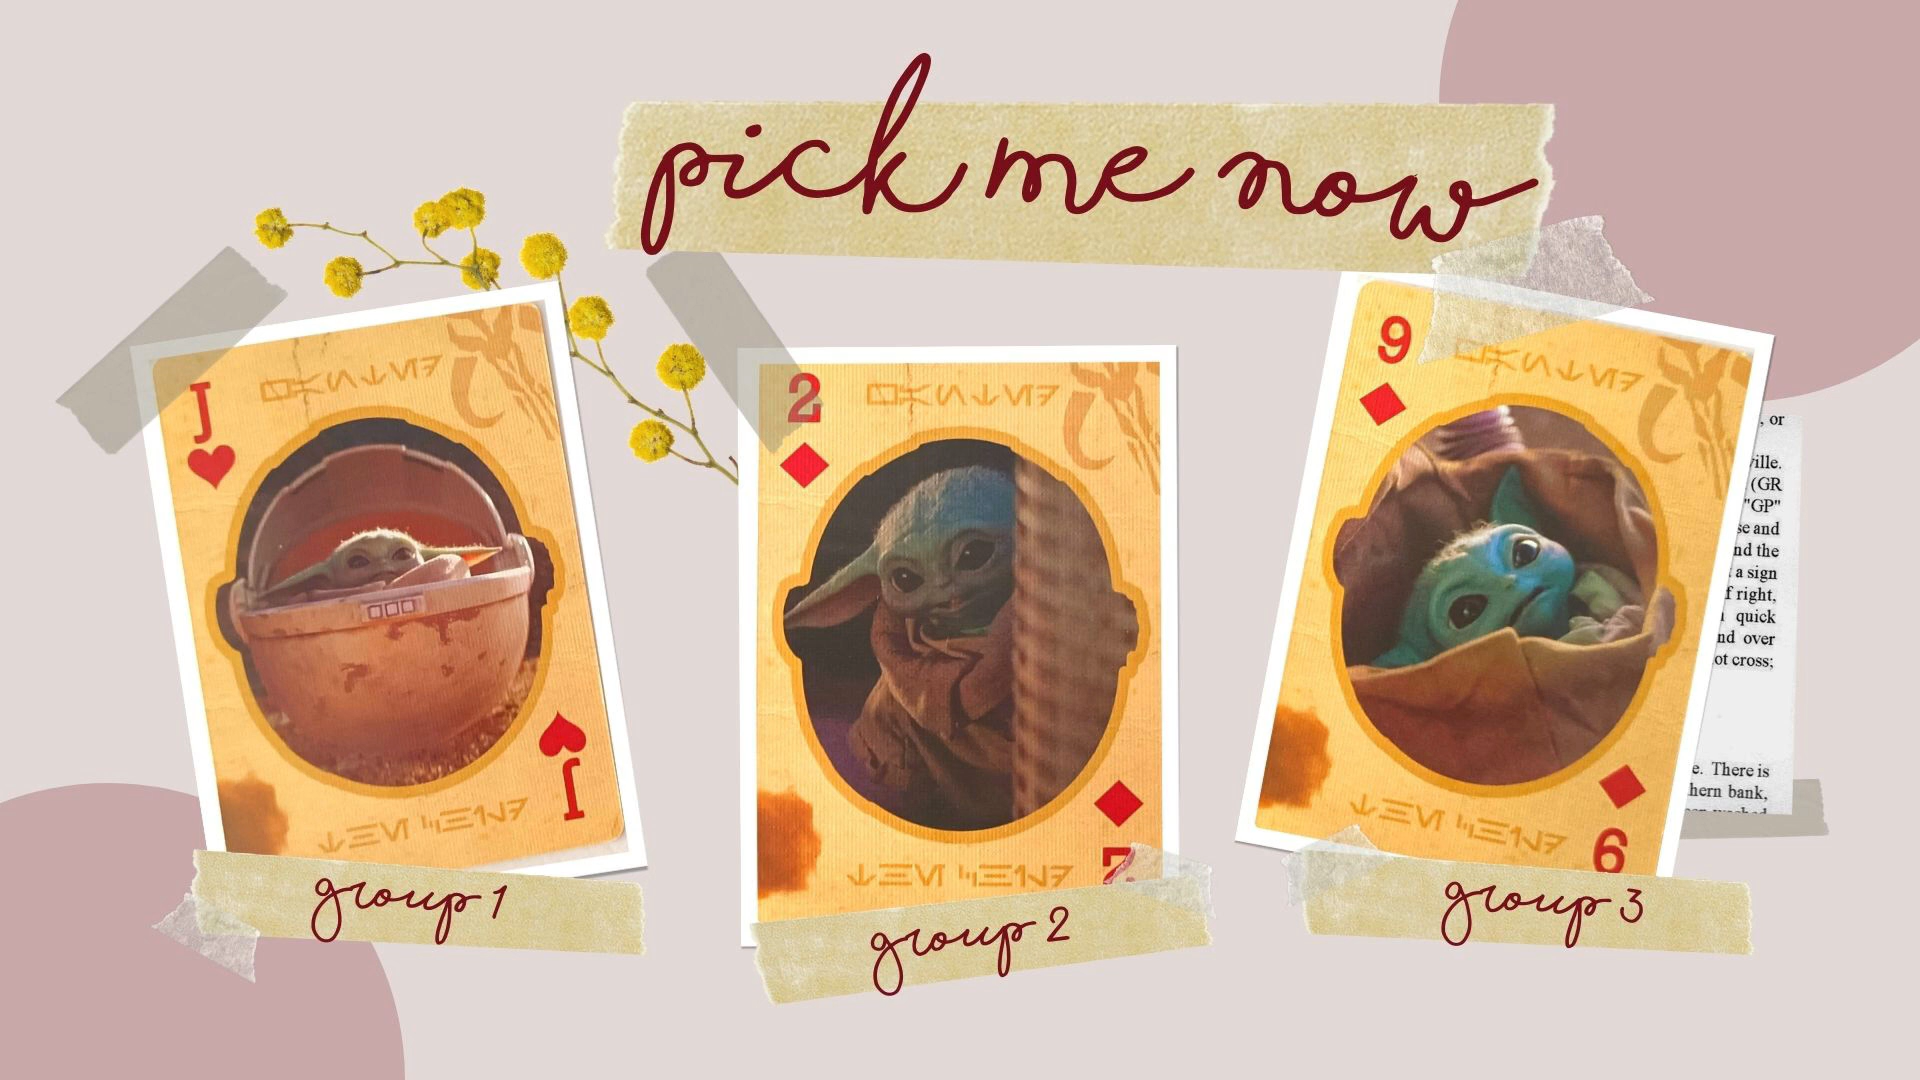 pick me now
J
2
9
, or
ville.
(GR
"GP"
se and
nd the
a sign
f right,
quick
nd over
ot cross;
e. There is
hern bank,
J
2
9
group 1
group 2
group 3